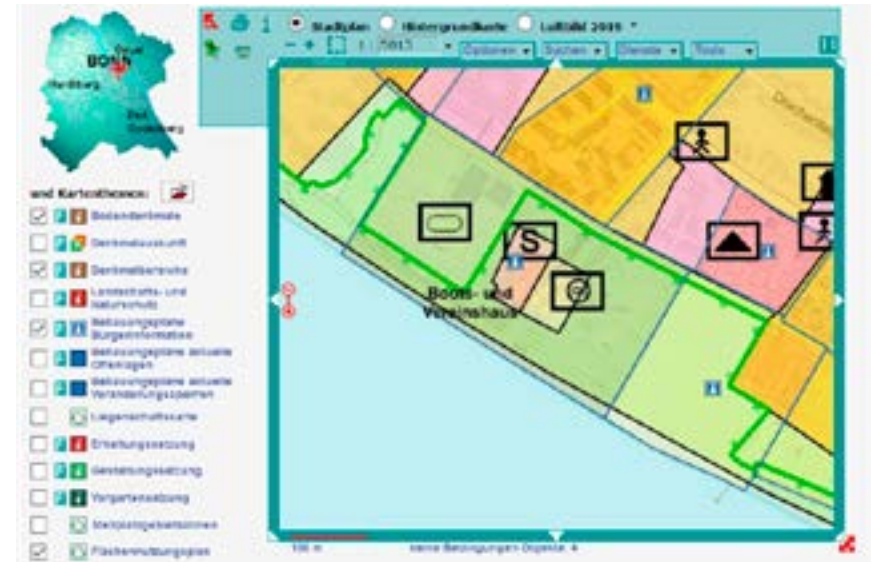 Stadtplan Hintergrundkarte Luftbild 2009
1: 5013 Optionen Suchen Dienste Tools
BONN
Beuel
Hardtberg
Bad
Godesberg
und Kartenthemen:
Bodendenkmale
Denkmalauskunft
Denkmalbereiche
Landschafts- und
Naturschutz
Bebauungspläne
Bürgerinformation
Bebauungspläne aktuelle
Offenlagen
Bebauungspläne aktuelle
Veränderungssperren
Liegenschaftskarte
Erhaltungssatzung
Gestaltungssatzung
Vorgartensatzung
Stellplatzgebietszonen
Flächennutzungsplan
S
Boots- und
Vereinshaus
100 m